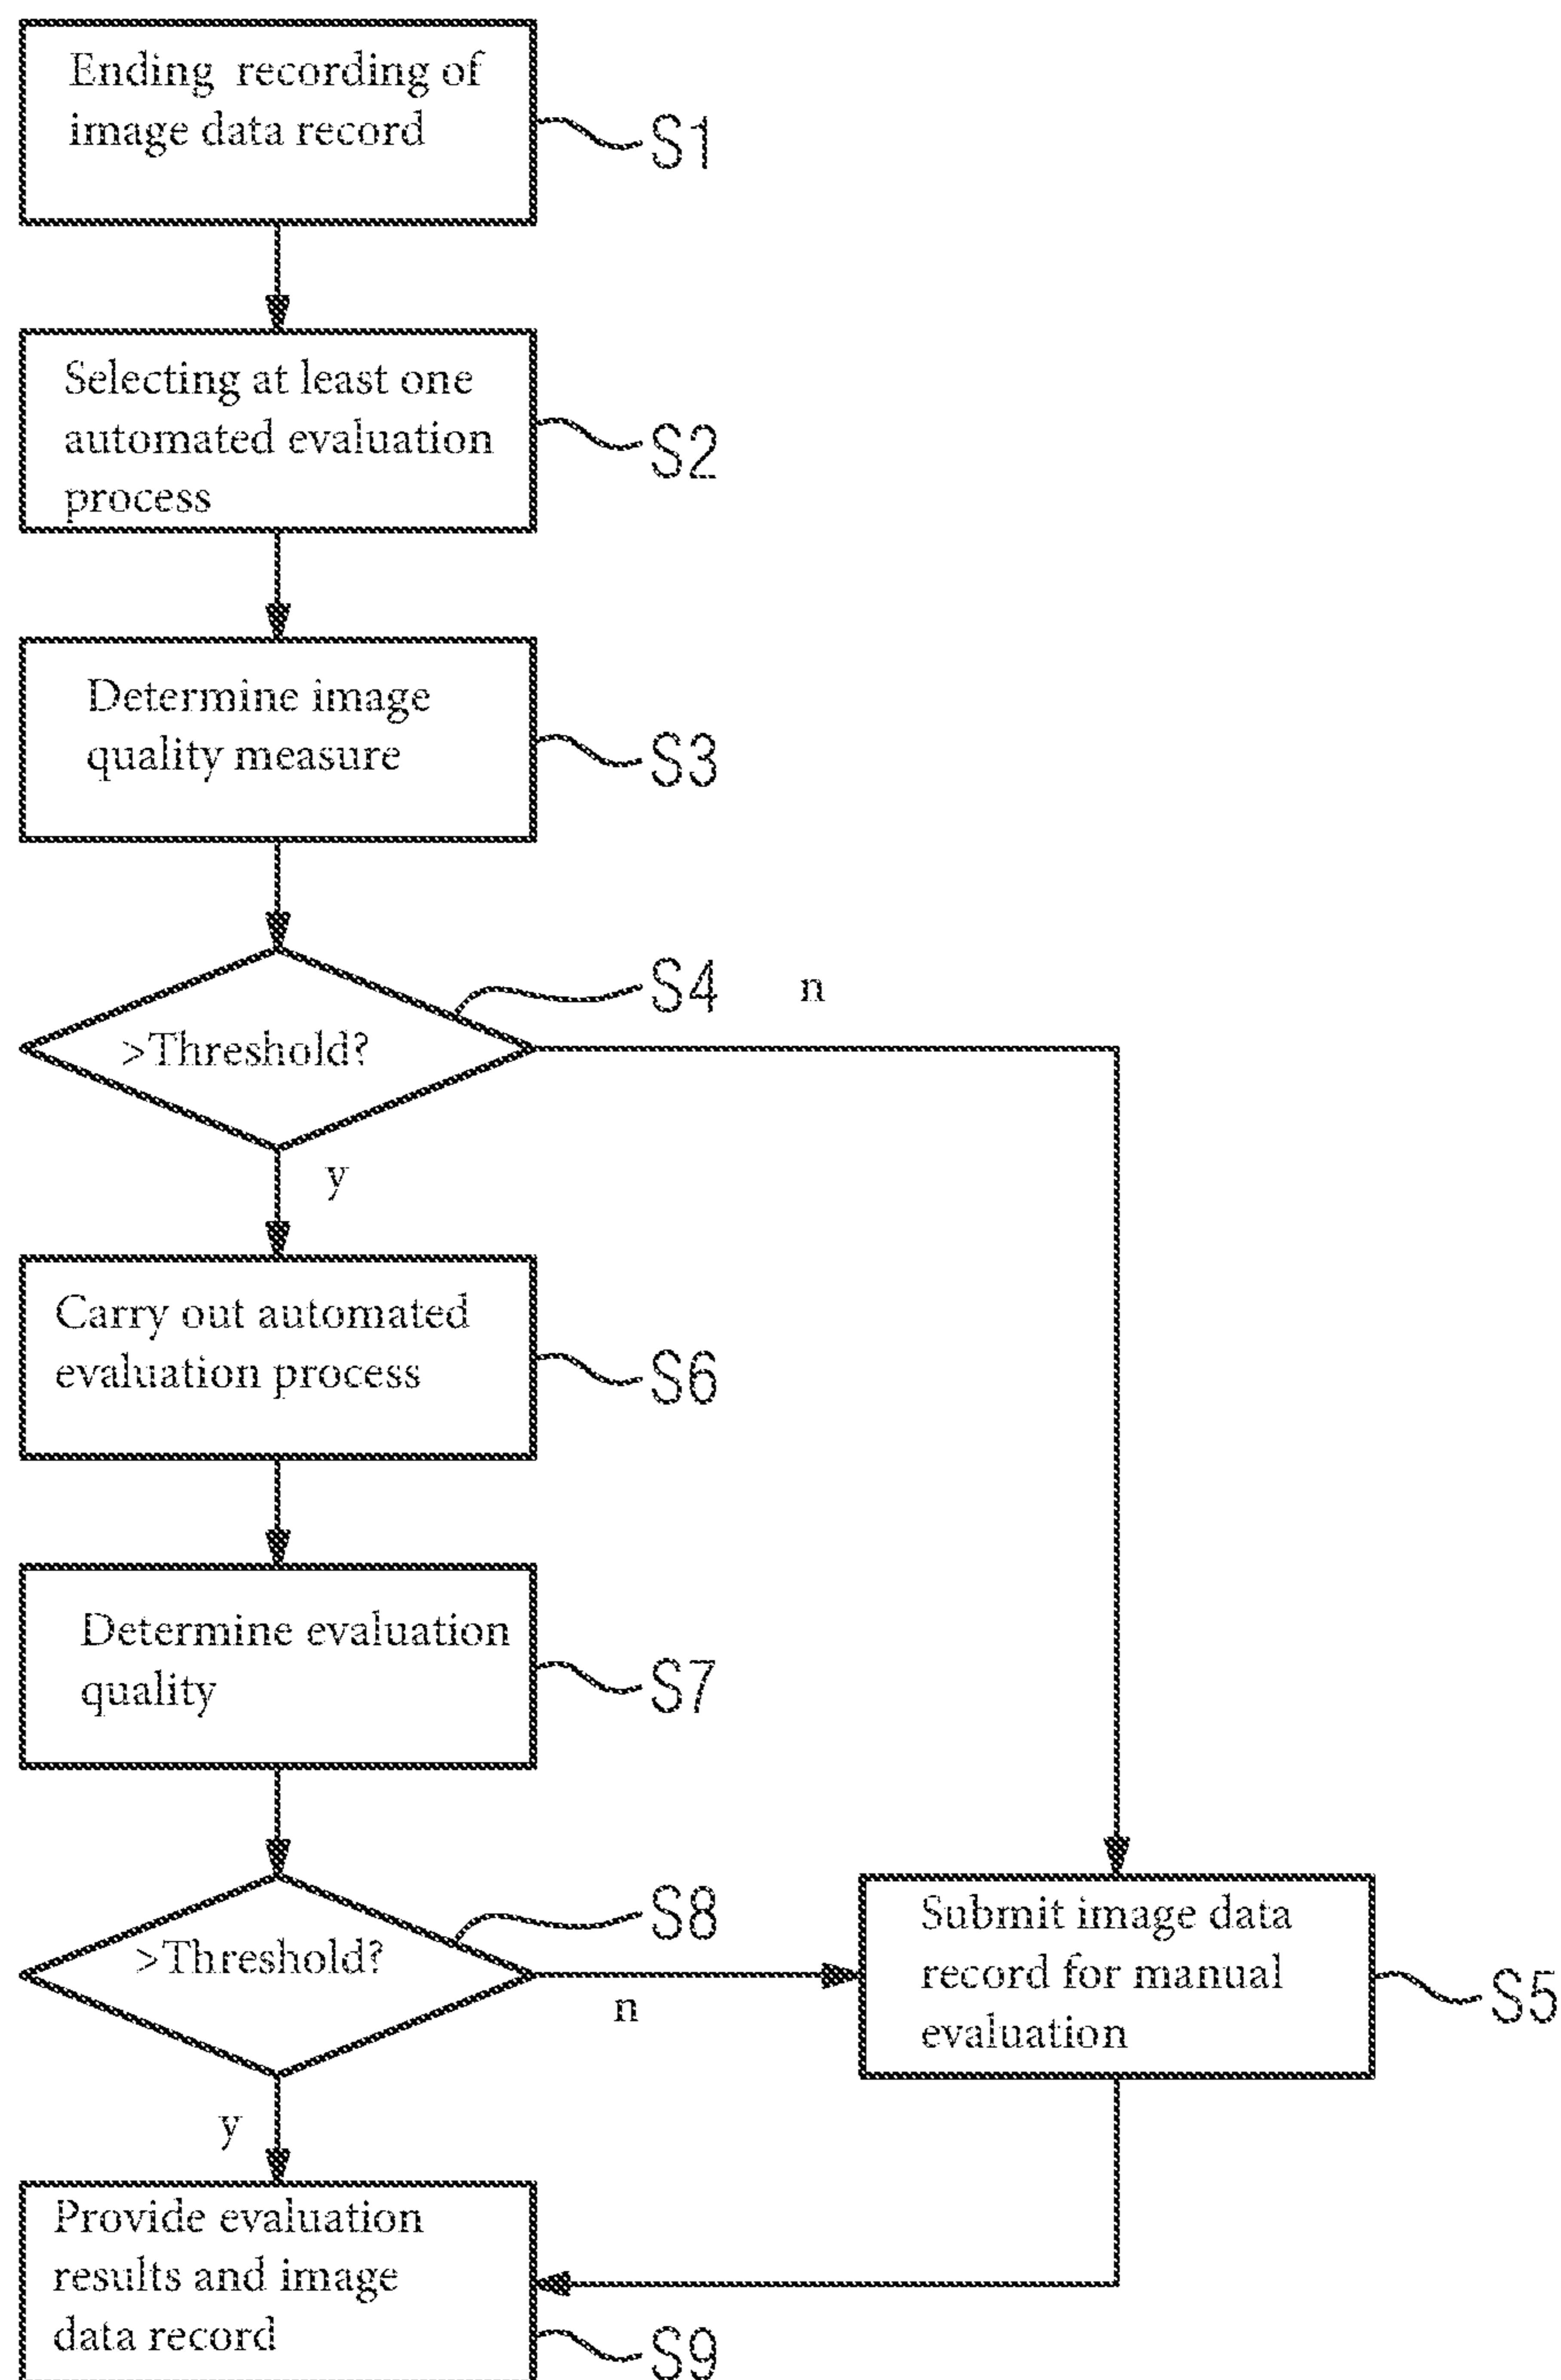 Ending recording of
image data record
S1
Selecting at least one
automated evaluation
process
S2
Determine image
quality measure
S3
S4
n
>Threshold?
y
Carry out automated
evaluation process
S6
Determine evaluation
quality
S7
S8
>Threshold?
n
Submit image data
record for manual
evaluation
S5
y
Provide evaluation
results and image
data record
S9